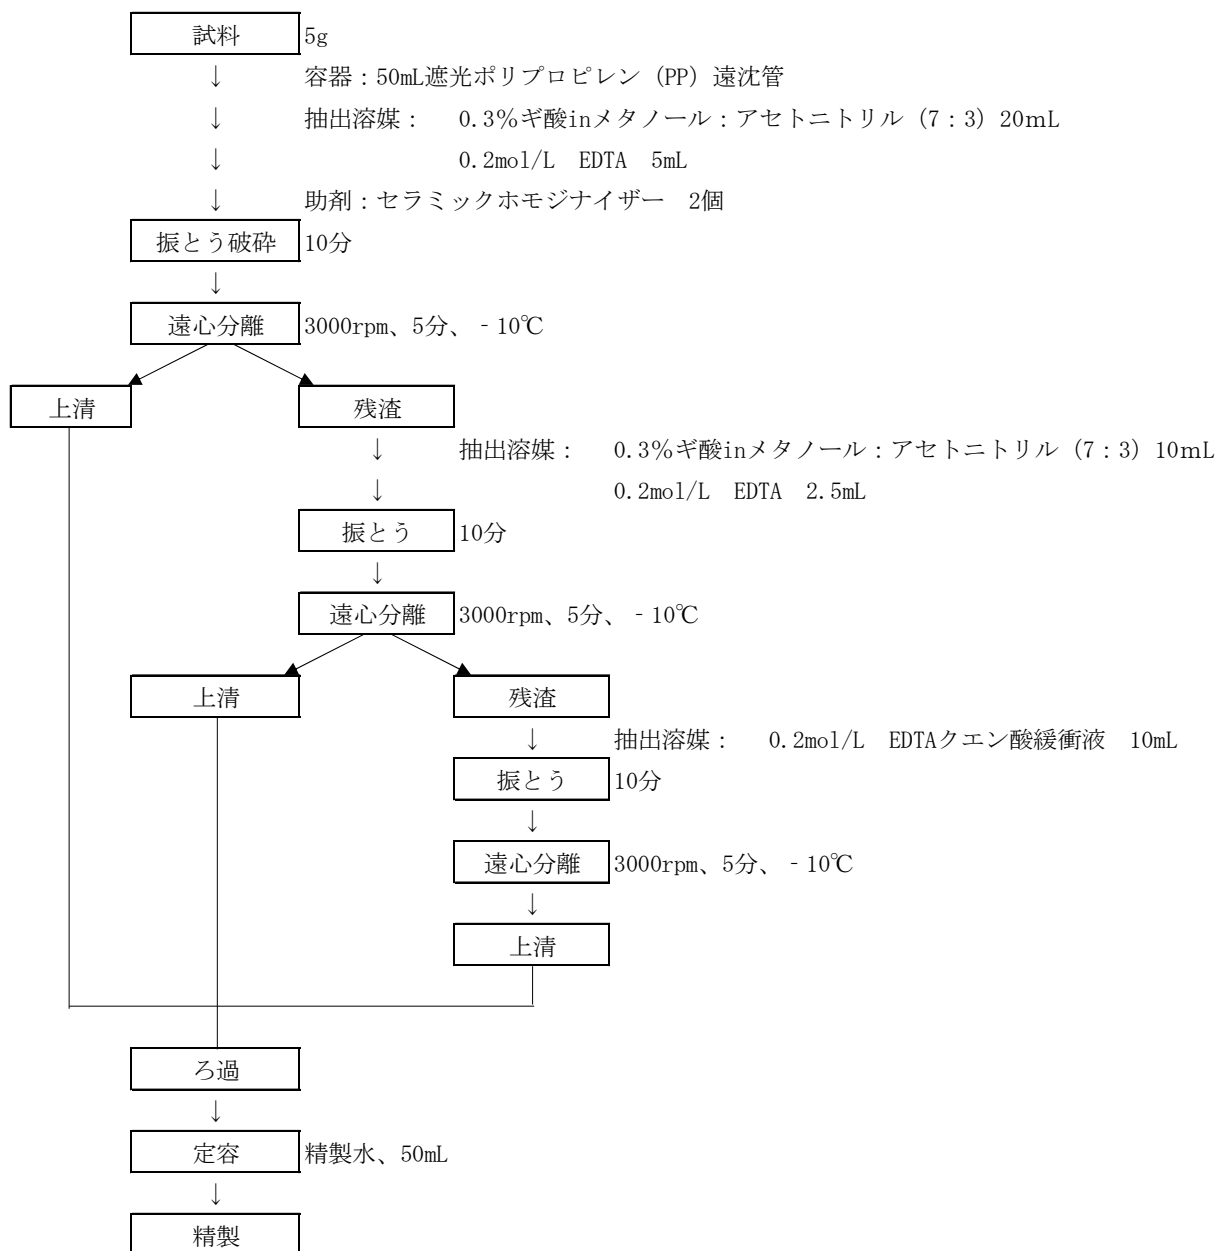 試料 5g
↓ 容器：50mL遮光ポリプロピレン（PP）遠沈管
↓ 抽出溶媒： 0.3%ギ酸inメタノール：アセトニトリル（7：3）20mL
↓ 0.2mol/L EDTA 5mL
↓ 助剤：セラミックホモジナイザー 2個
振とう破砕 10分
↓
遠心分離 3000rpm、5分、‐10℃
上清 残渣
↓ 抽出溶媒： 0.3%ギ酸inメタノール：アセトニトリル（7：3）10mL
↓ 0.2mol/L EDTA 2.5mL
振とう 10分
↓
遠心分離 3000rpm、5分、‐10℃
上清 残渣
↓ 抽出溶媒： 0.2mol/L EDTAクエン酸緩衝液 10mL
振とう 10分
↓
遠心分離 3000rpm、5分、‐10℃
↓
上清
ろ過
↓
定容 精製水、50mL
↓
精製